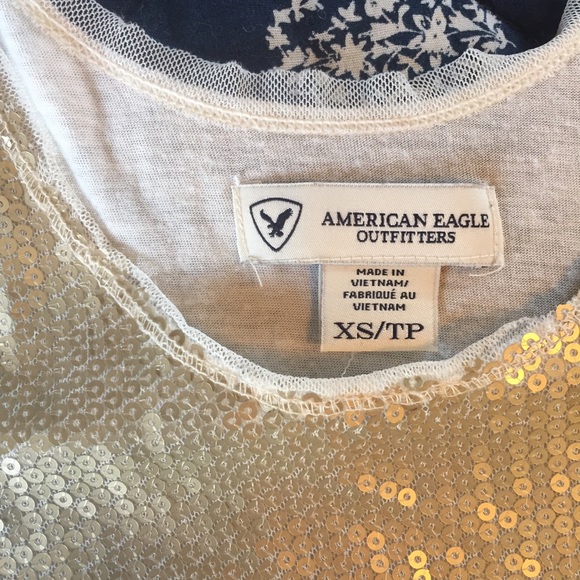 AMERICAN EAGLE
OUTFITTERS
MADE IN
VIETNAM/
FABRIQUÉ AU
VIETNAM
XS/TP